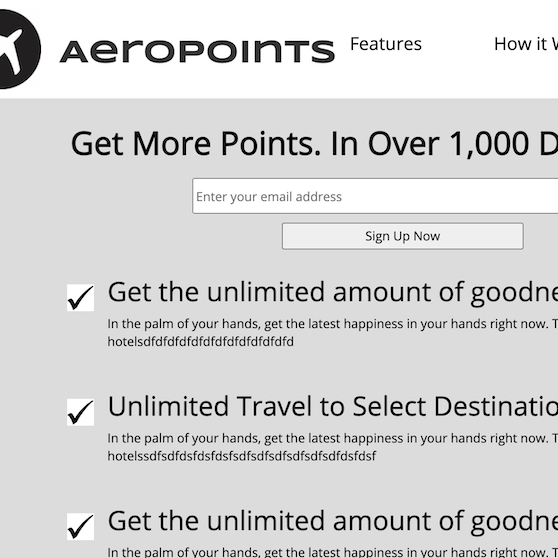 AEROPOINTS Features How it
Get More Points. In Over 1,000
Enter your email address
Sign Up Now
Get the unlimited amount of
In the palm of your hands, get the latest happiness in your hands right now.
hotelsdfdfdfdfdfdfdfdfdfdfdfdfd
Unlimited Travel to Select
In the palm of your hands, get the latest happiness in your hands right now.
hotelssdfsdfdsfdsfdsfsdfsdfsdfsdfsdfsdfdsfdsf
Get the unlimited amount of
In the palm of your hands, get the latest happiness in your hands right now.